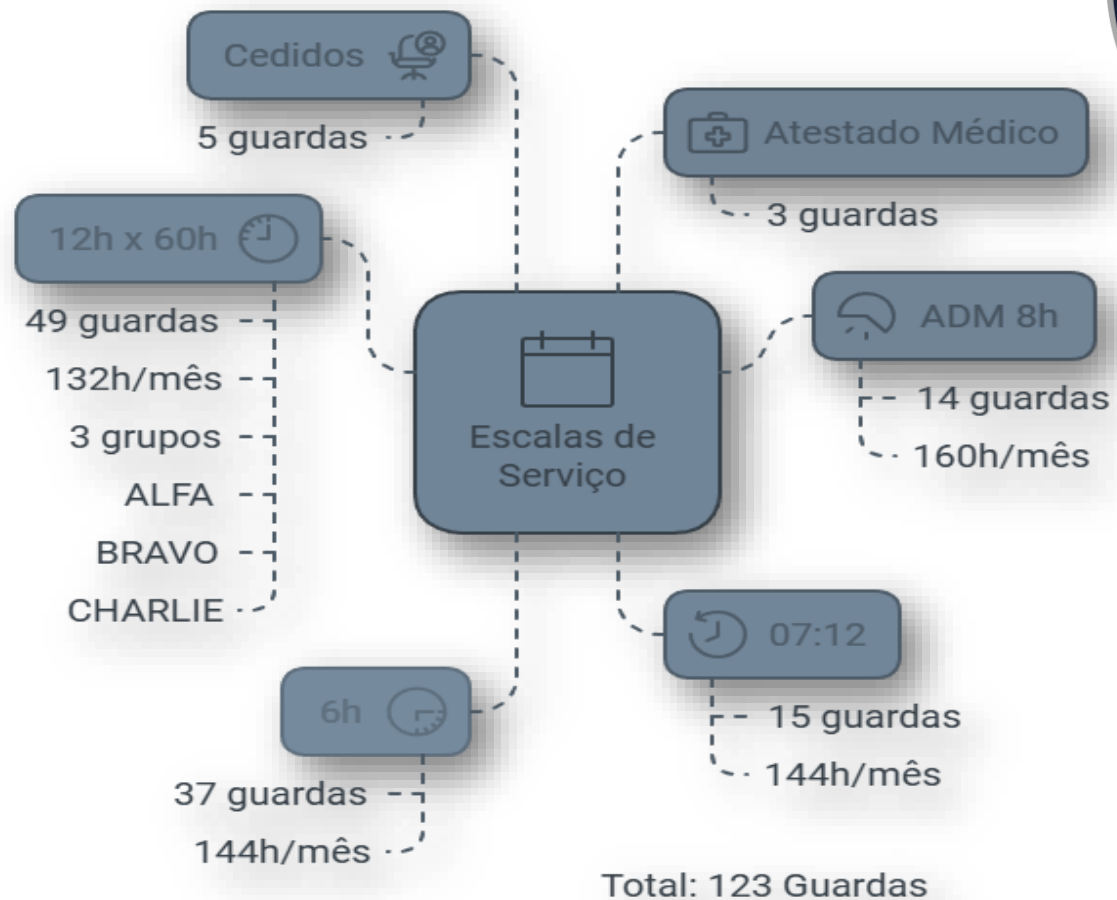 Cedidos
5 guardas
Atestado Médico
3 guardas
12h x 60h
49 guardas
132h/mês
3 grupos
ALFA
BRAVO
CHARLIE
ADM 8h
14 guardas
160h/mês
Escalas de
Serviço
07:12
15 guardas
144h/mês
6h
37 guardas
144h/mês
Total: 123 Guardas